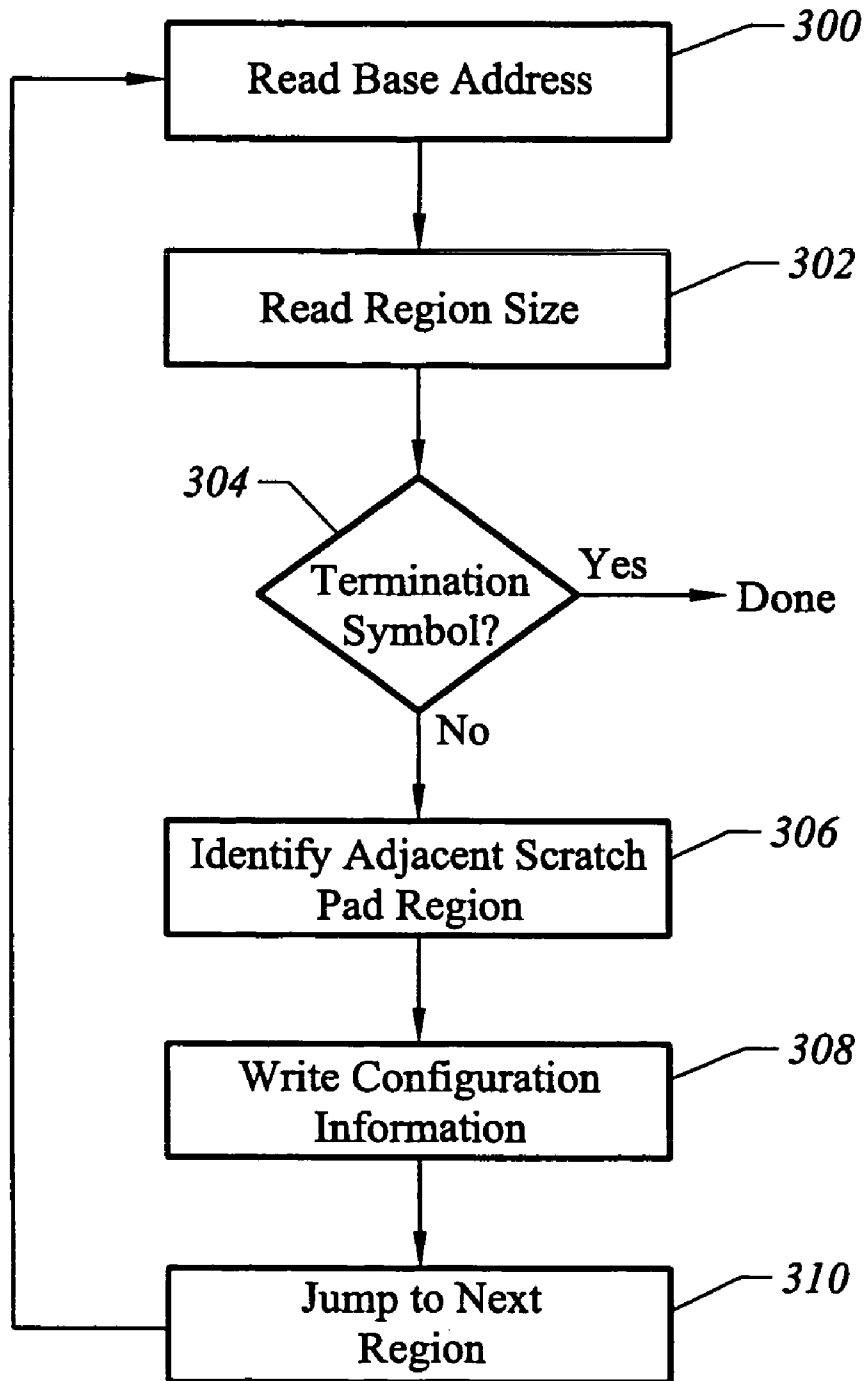 300
Read Base Address
302
Read Region Size
304
Termination
Symbol?
Yes
Done
No
306
Identify Adjacent Scratch
Pad Region
308
Write Configuration
Information
310
Jump to Next
Region